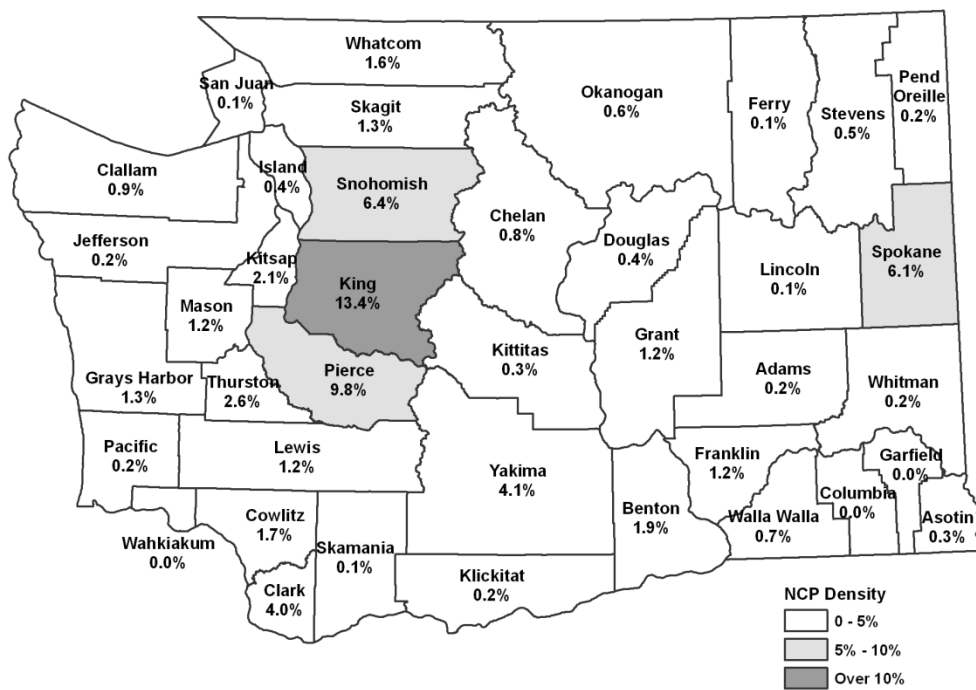 Whatcom
1.6%
San Juan
0.1%
Skagit
1.3%
Okanogan
0.6%
Ferry
0.1%
Stevens
0.5%
Pend
Oreille
0.2%
Clallam
0.9%
Island
0.4%
Snohomish
6.4%
Chelan
0.8%
Douglas
0.4%
Spokane
6.1%
Jefferson
0.2%
Kitsap
2.1%
King
13.4%
Lincoln
0.1%
Mason
1.2%
Grant
1.2%
Kittitas
0.3%
Pierce
9.8%
Adams
0.2%
Whitman
0.2%
Grays Harbor
1.3%
Thurston
2.6%
Pacific
0.2%
Lewis
1.2%
Yakima
4.1%
Franklin
1.2%
Garfield
0.0%
Columbia
0.0%
Benton
1.9%
Walla Walla
0.7%
Asotin
0.3%
Cowlitz
1.7%
Wahkiakum
0.0%
Skamania
0.1%
Clark
4.0%
Klickitat
0.2%
NCP Density
0 - 5%
5% - 10%
Over 10%